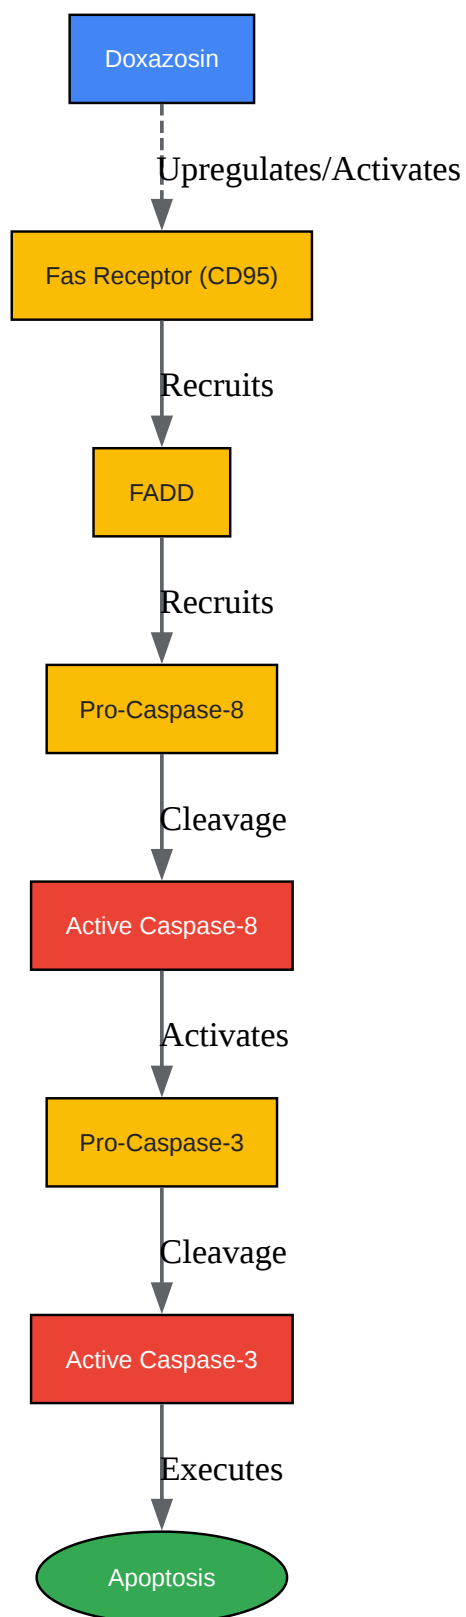 Doxazosin
Upregulates/Activates
Fas Receptor (CD95)
Recruits
FADD
Recruits
Pro-Caspase-8
Cleavage
Active Caspase-8
Activates
Pro-Caspase-3
Cleavage
Active Caspase-3
Executes
Apoptosis